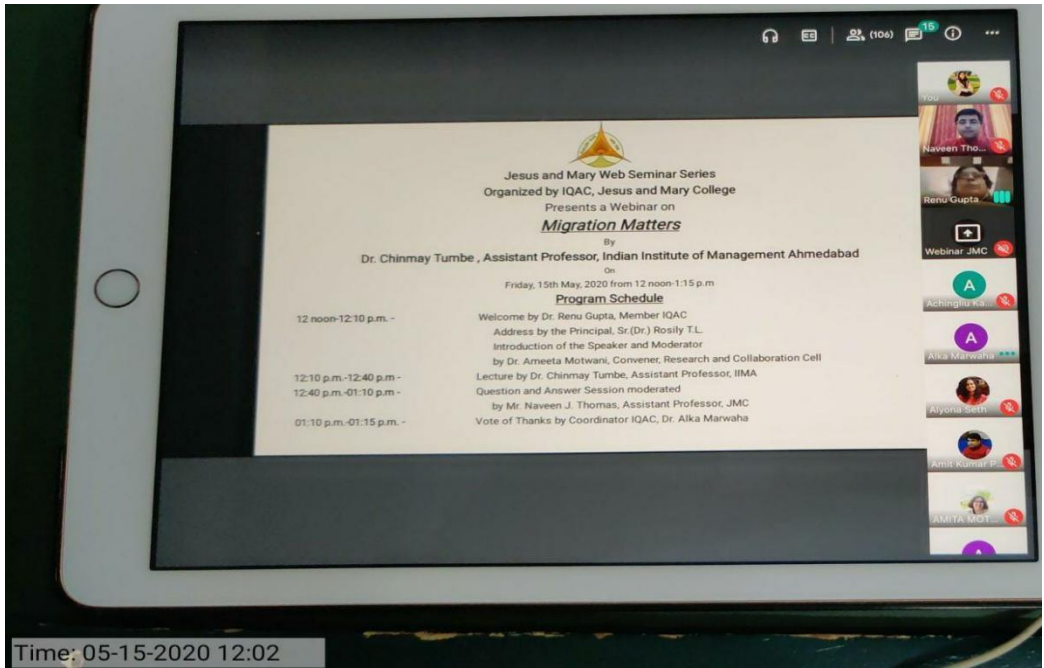 (106)
15
Jesus and Mary Web Seminar Series
Organized by IQAC, Jesus and Mary College
Presents a Webinar on
Migration Matters
By
Dr. Chinmay Tumbe , Assistant Professor, Indian Institute of Management Ahmedabad
On
Friday, 15th May, 2020 from 12 noon-1:15 p.m
Program Schedule
12 noon-12:10 p.m. - Welcome by Dr. Renu Gupta, Member IQAC
Address by the Principal, Sr.(Dr.) Rosily T.L.
Introduction of the Speaker and Moderator
by Dr. Ameeta Motwani, Convener, Research and Collaboration Cell
12:10 p.m.-12:40 p.m - Lecture by Dr. Chinmay Tumbe, Assistant Professor, IIMA
12:40 p.m.-01:10 p.m - Question and Answer Session moderated
by Mr. Naveen J. Thomas, Assistant Professor, JMC
01:10 p.m.-01:15 p.m. - Vote of Thanks by Coordinator IQAC, Dr. Alka Marwaha
You
Naveen Tho...
Renu Gupta
Webinar JMC
A
Achingliu Ka...
A
Alka Marwaha
Alyona Seth
Amit Kumar P...
AMITA MOT...
Time: 05-15-2020 12:02